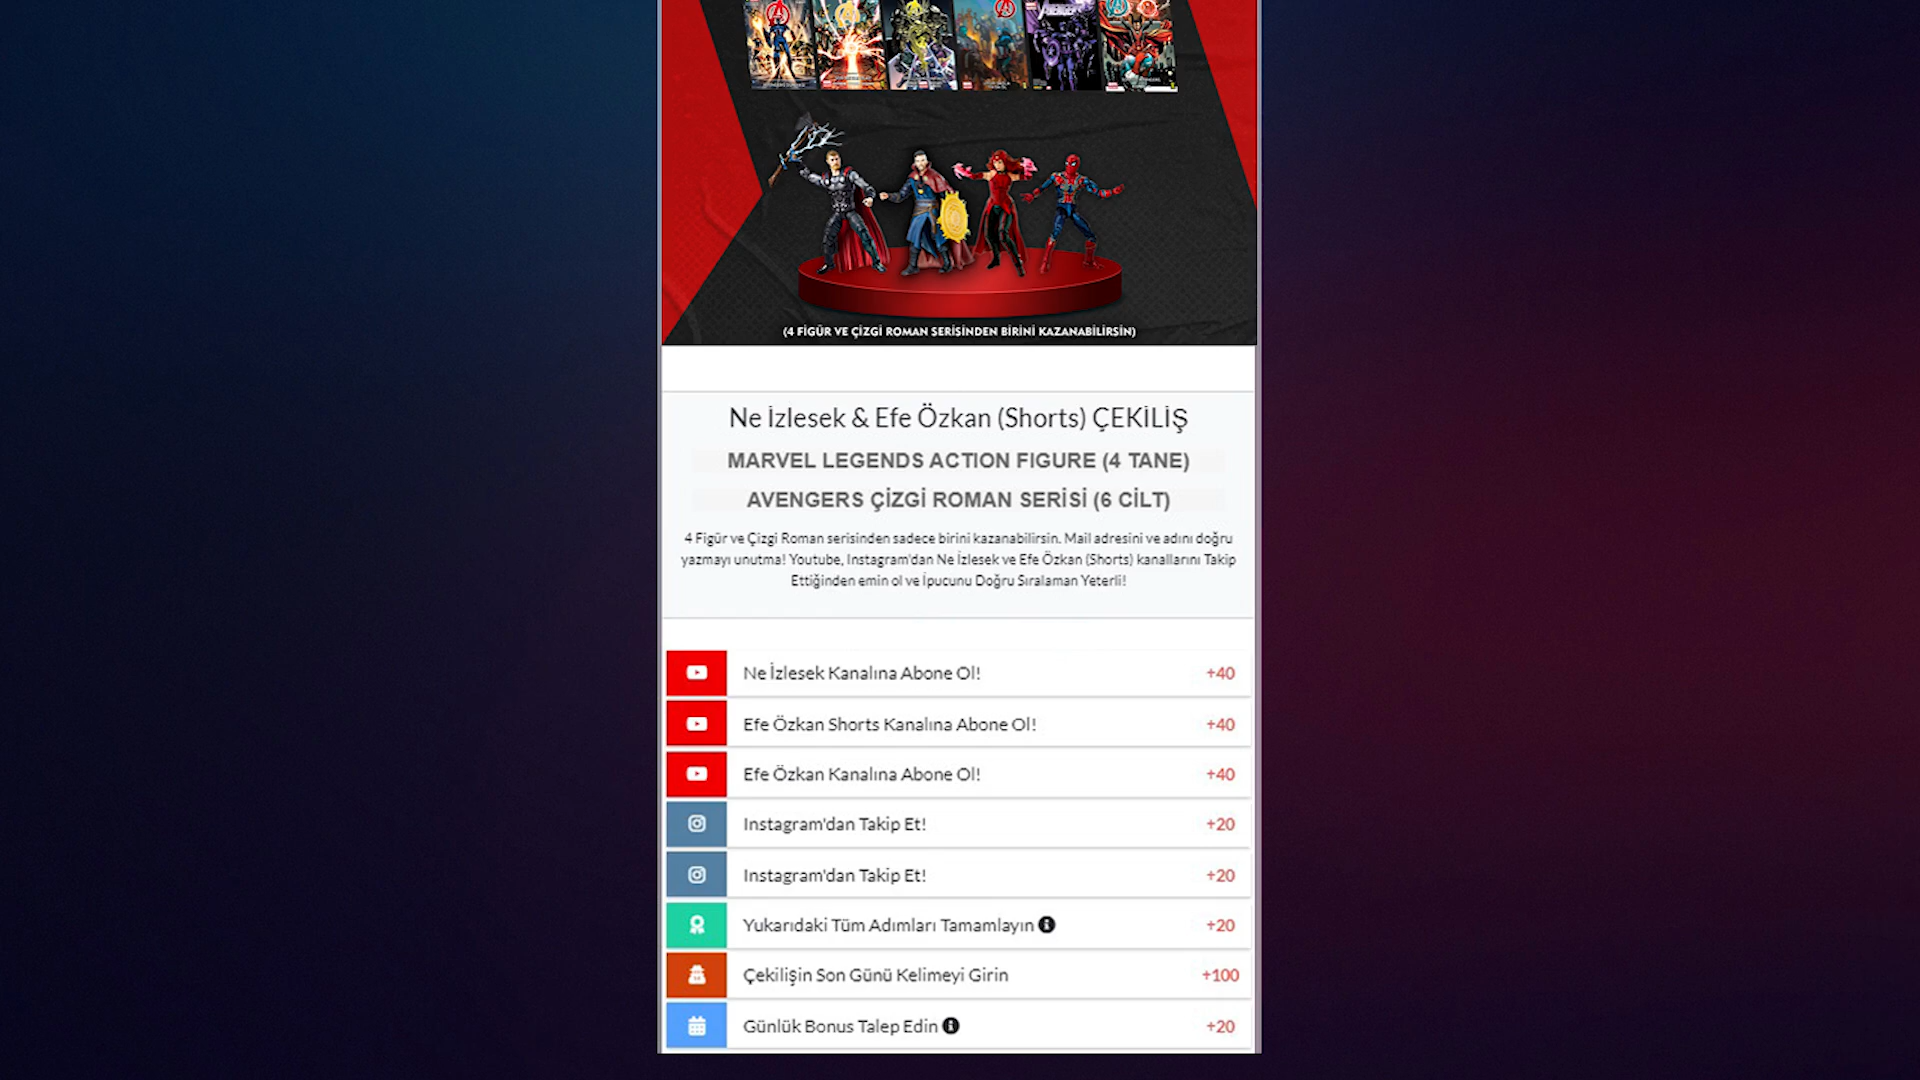 (4 FİGÜR VE ÇİZGİ ROMAN SERİSİNDEN BİRİNİ KAZANABİLİRSİN)
Ne İzlesek & Efe Özkan (Shorts) ÇEKİLİŞ
MARVEL LEGENDS ACTION FIGURE (4 TANE)
AVENGERS ÇİZGİ ROMAN SERİSİ (6 CİLT)
4 Figür ve Çizgi Roman serisinden sadece birini kazanabilirsin. Mail adresini ve adını doğru
yazmayı unutma! Youtube, Instagram'dan Ne İzlesek ve Efe Özkan (Shorts) kanallarını Takip
Ettiğinden emin ol ve İpucunu Doğru Sıralaman Yeterli!
Ne İzlesek Kanalına Abone Ol! +40
Efe Özkan Shorts Kanalına Abone Ol! +40
Efe Özkan Kanalına Abone Ol! +40
Instagram'dan Takip Et! +20
Instagram'dan Takip Et! +20
Yukarıdaki Tüm Adımları Tamamlayın +20
Çekilişin Son Günü Kelimeyi Girin +100
Günlük Bonus Talep Edin +20